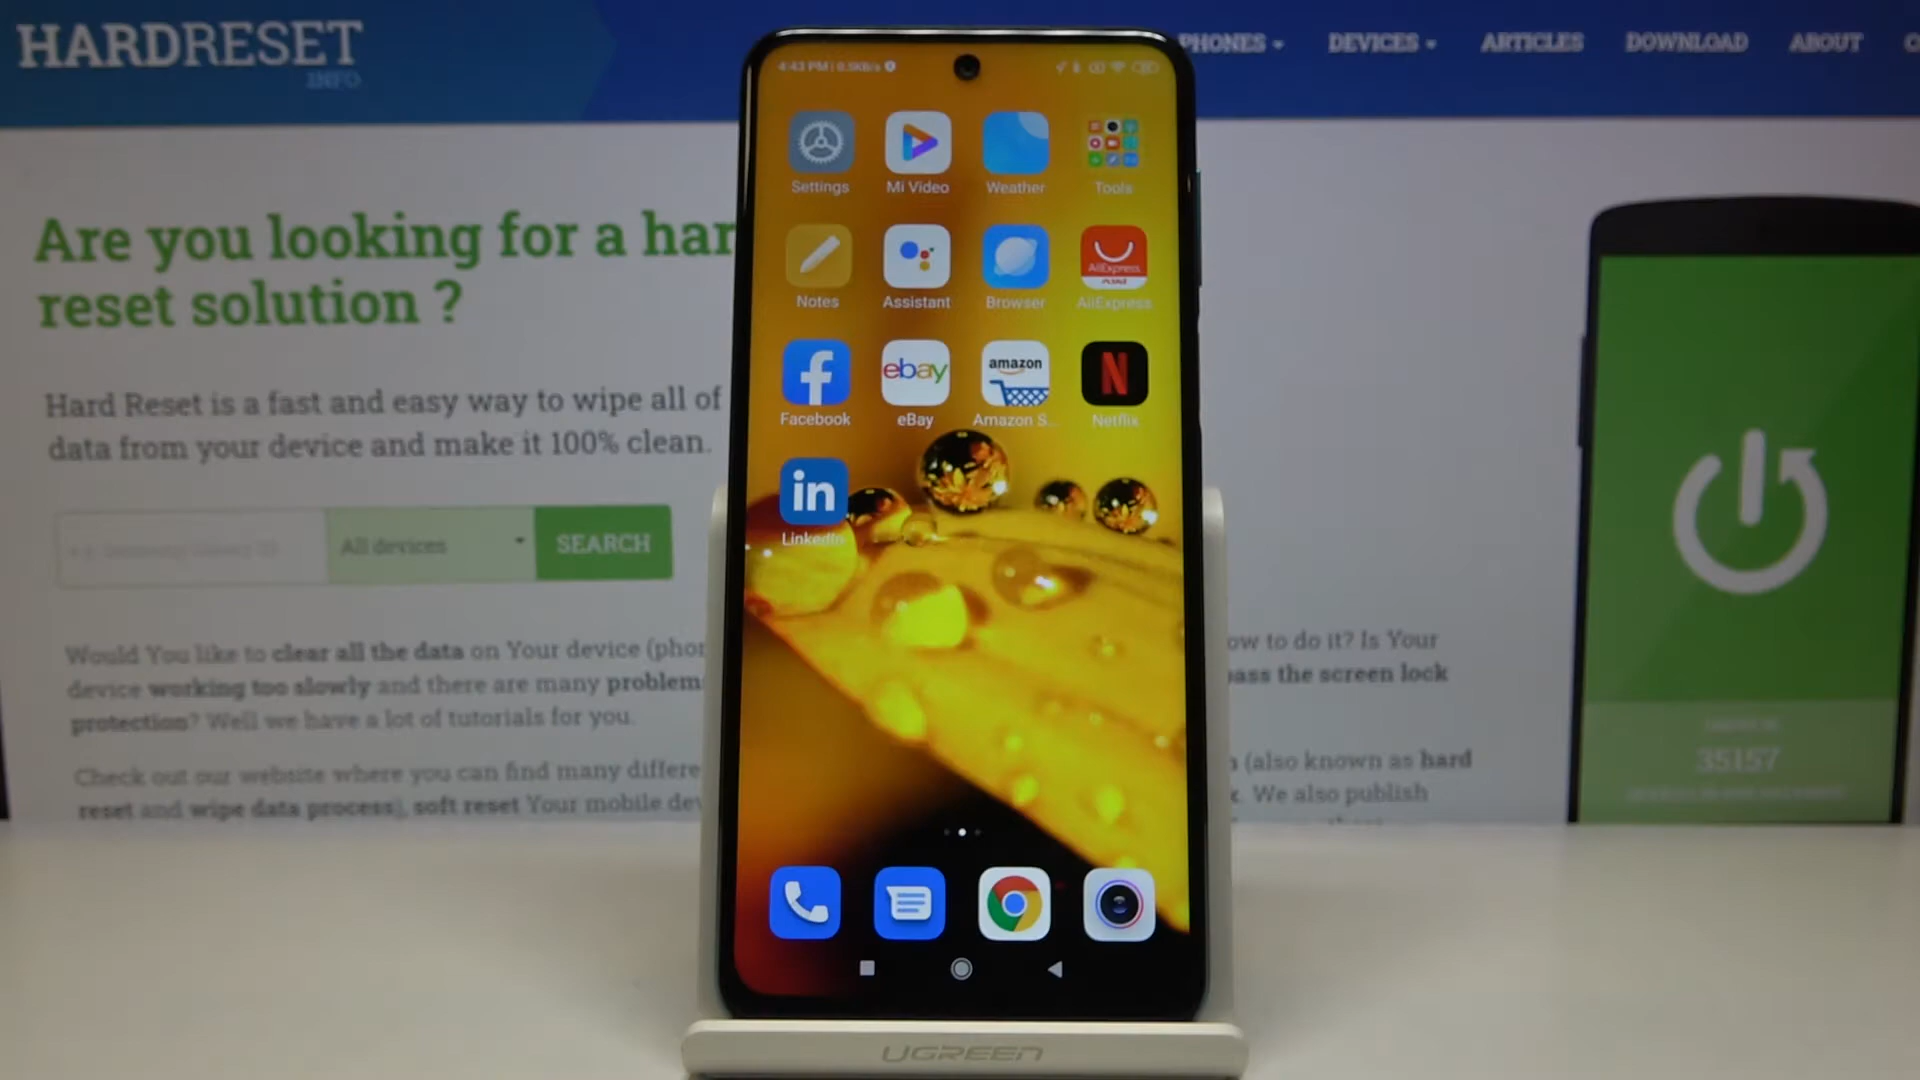 HARDRESET
INFO
PHONES DEVICES ARTICLES DOWNLOAD ABOUT
Are you looking for a har
reset solution ?
Hard Reset is a fast and easy way to wipe all of
data from your device and make it 100% clean.
All devices
SEARCH
Would You like to clear all the data on Your device (phon
device working too slowly and there are many problem
protection? Well we have a lot of tutorials for you.
Check out our website where you can find many differe
reset and wipe data process), soft reset Your mobile dev
4:43 PM | 0.5KB/s
Settings
Mi Video
Weather
Tools
Notes
Assistant
Browser
AliExpress
AliExpress
Facebook
ebay
eBay
amazon
Amazon S...
N
Netflix
in
LinkedIn
ow to do it? Is Your
pass the screen lock
(also known as hard
We also publish
35157
UGREEN